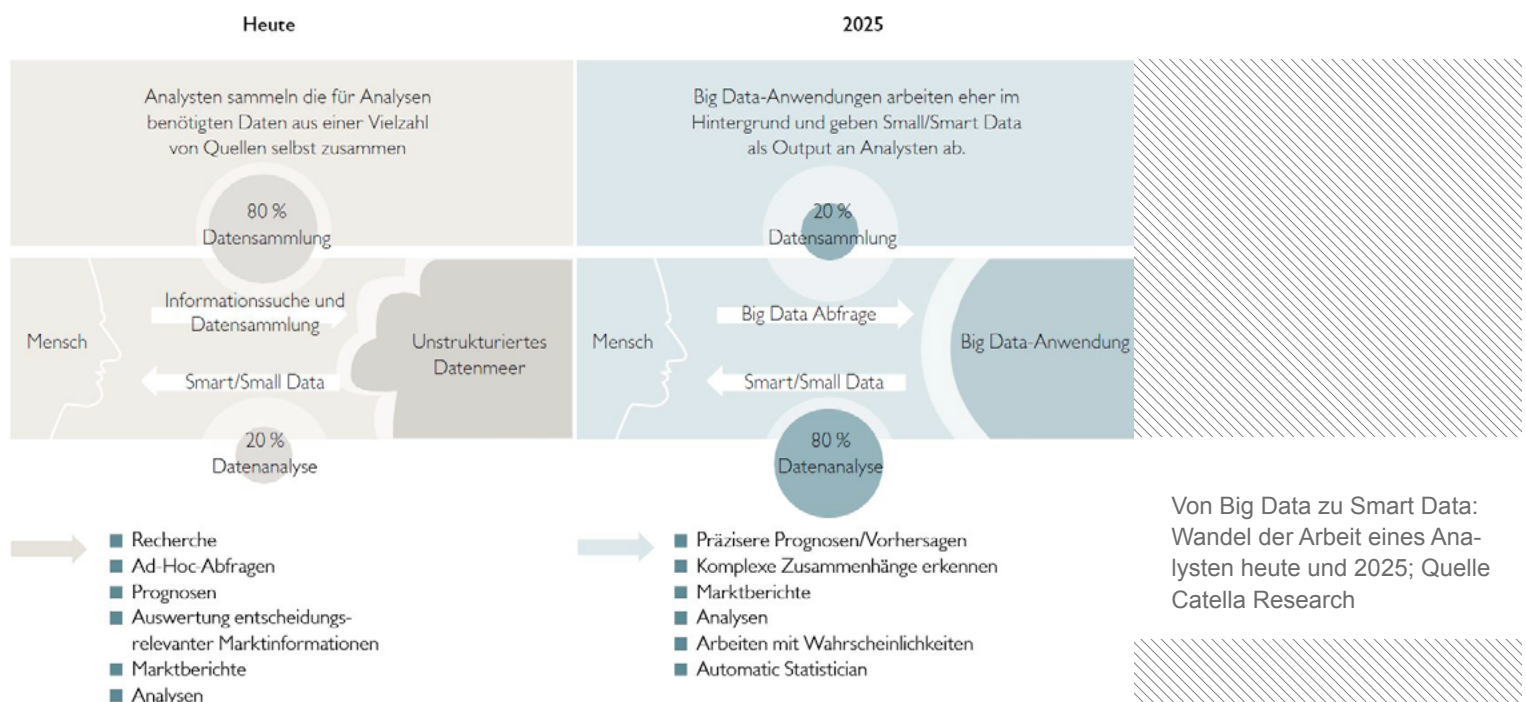 Heute
Analysten sammeln die für Analysen
benötigten Daten aus einer Vielzahl
von Quellen selbst zusammen
80 %
Datensammlung
Mensch
Informationssuche und
Datensammlung
Smart/Small Data
Unstrukturiertes
Datenmeer
20 %
Datenanalyse
Recherche
Ad-Hoc-Abfragen
Prognosen
Auswertung entscheidungs-
relevanter Marktinformationen
Marktberichte
Analysen
2025
Big Data-Anwendungen arbeiten eher im
Hintergrund und geben Small/Smart Data
als Output an Analysten ab.
20 %
Datensammlung
Mensch
Big Data Abfrage
Smart/Small Data
Big Data-Anwendung
80 %
Datenanalyse
Präzisere Prognosen/Vorhersagen
Komplexe Zusammenhänge erkennen
Marktberichte
Analysen
Arbeiten mit Wahrscheinlichkeiten
Automatic Statistician
Von Big Data zu Smart Data:
Wandel der Arbeit eines Ana-
lysten heute und 2025; Quelle
Catella Research